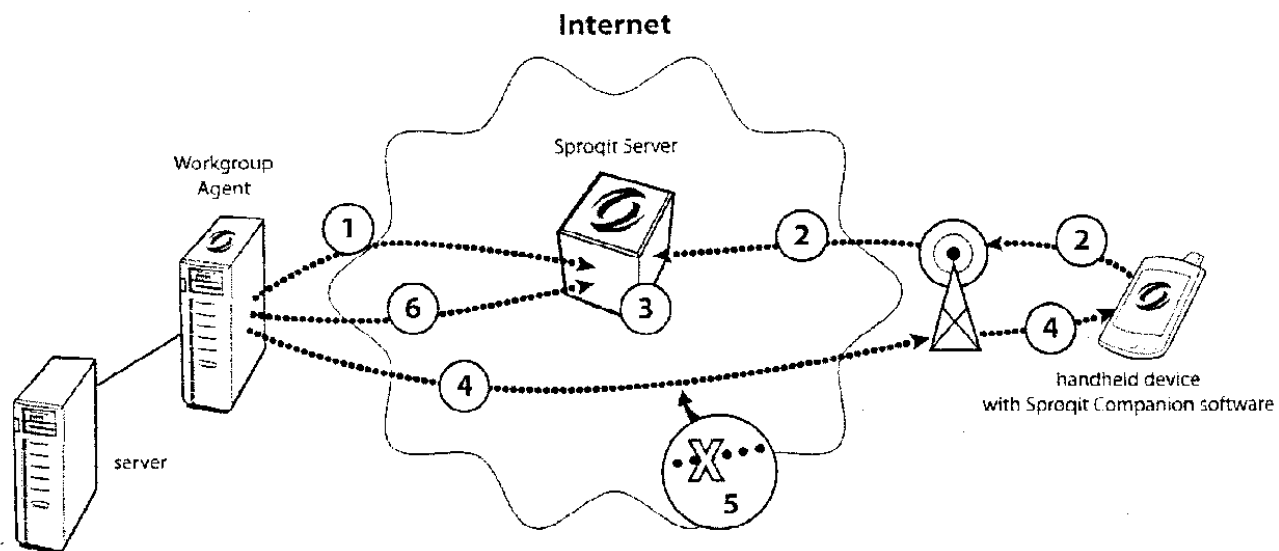 Internet
Sproqit Server
Workgroup
Agent
1
2
2
6
3
4
4
handheld device
with Sproqit Companion software
X
5
server